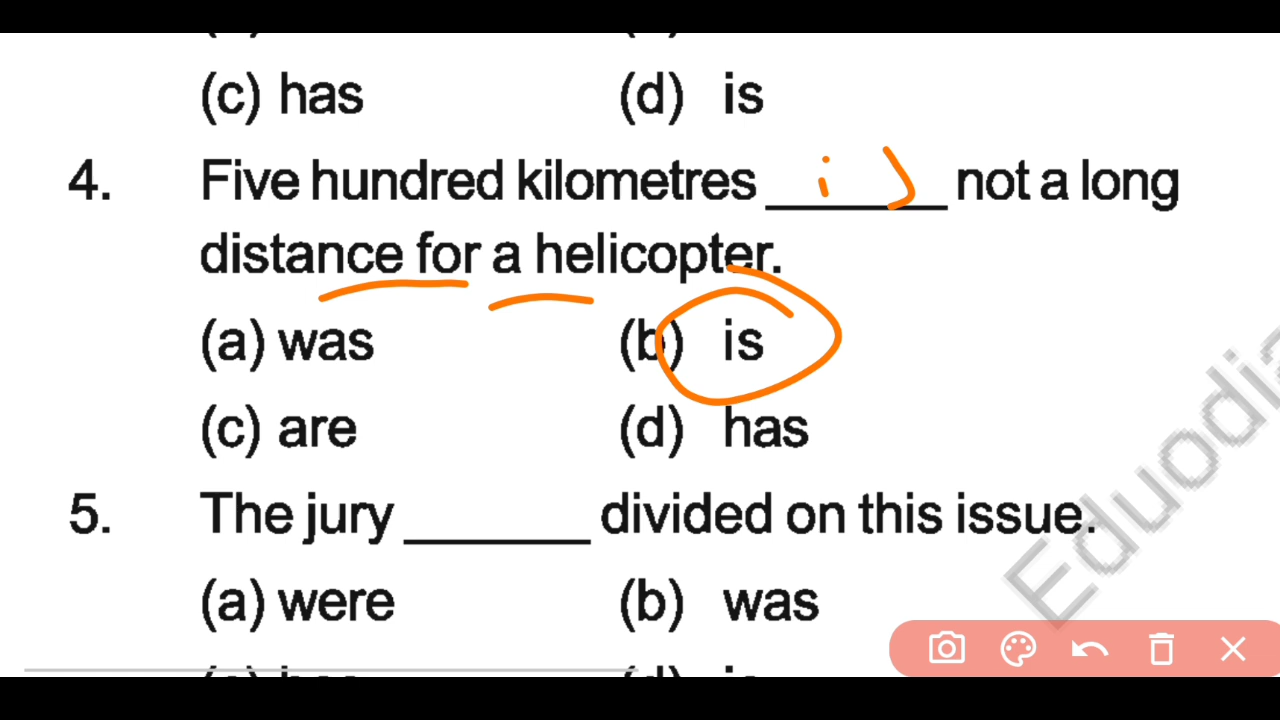 (c) has (d) is
4. Five hundred kilometres is not a long
distance for a helicopter.
(a) was (b) is
(c) are (d) has
5. The jury ______ divided on this issue.
(a) were (b) was
Eduodia